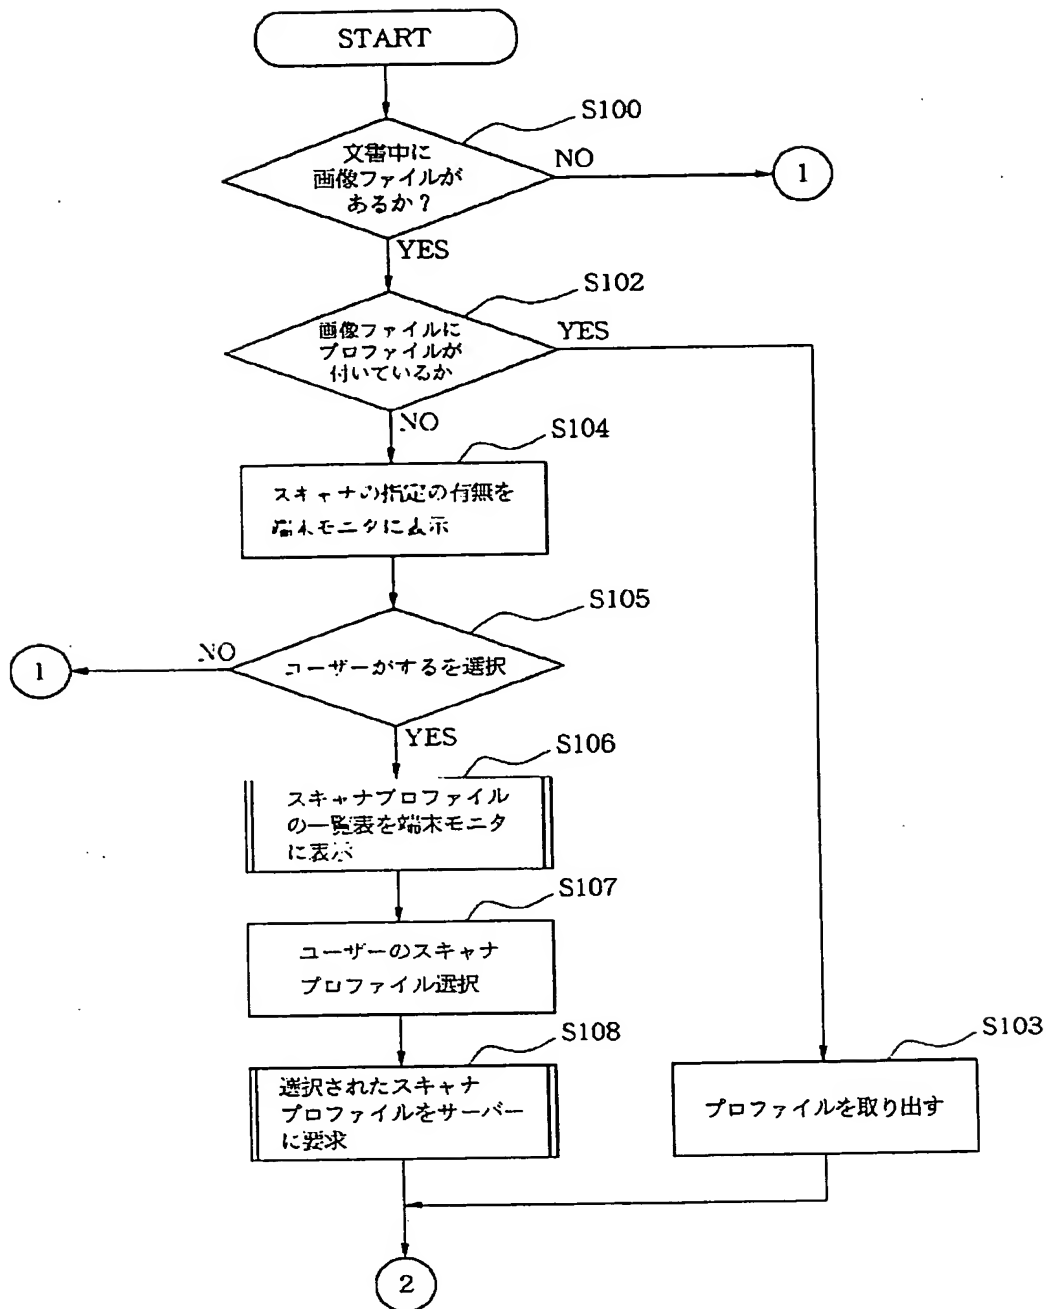 START
S100
文書中に
画像ファイルが
あるか?
NO
1
YES
S102
画像ファイルに
プロファイルが
付いているか
YES
NO
S104
スキャナの指定の有無を
端末モニタに表示
S105
ユーザーがするを選択
NO
1
YES
S106
スキャナプロファイル
の一覧表を端末モニタ
に表示
S107
ユーザーのスキャナ
プロファイル選択
S108
選択されたスキャナ
プロファイルをサーバー
に要求
S103
プロファイルを取り出す
2